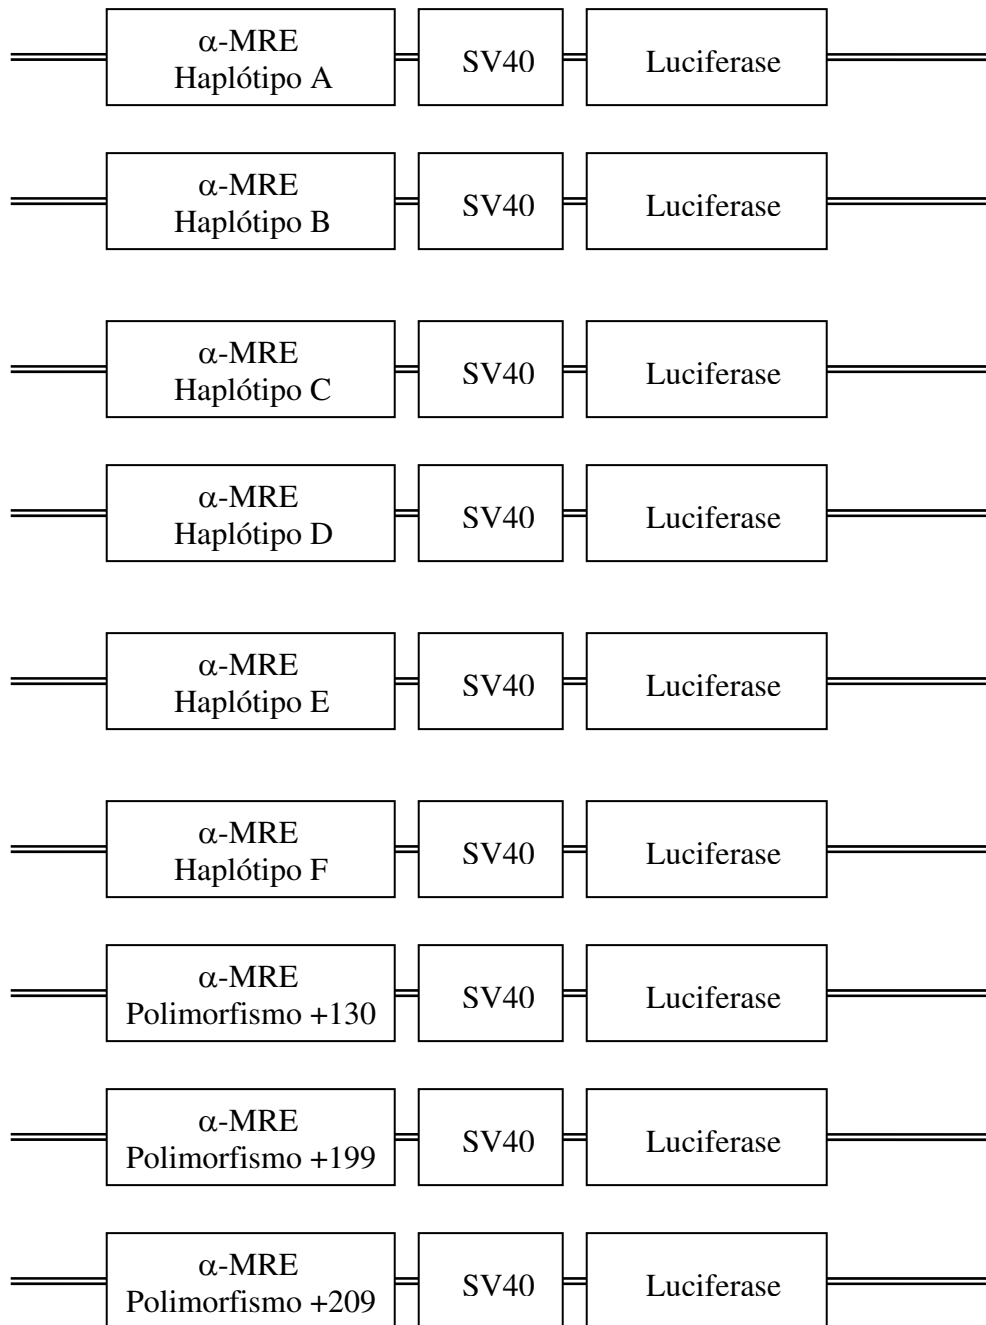 α-MRE
Haplótipo A
SV40
Luciferase
α-MRE
Haplótipo B
SV40
Luciferase
α-MRE
Haplótipo C
SV40
Luciferase
α-MRE
Haplótipo D
SV40
Luciferase
α-MRE
Haplótipo E
SV40
Luciferase
α-MRE
Haplótipo F
SV40
Luciferase
α-MRE
Polimorfismo +130
SV40
Luciferase
α-MRE
Polimorfismo +199
SV40
Luciferase
α-MRE
Polimorfismo +209
SV40
Luciferase